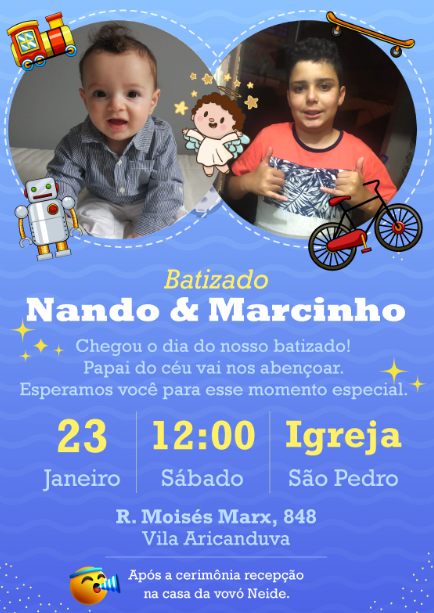 Batizado
Nando & Marcinho
Chegou o dia do nosso batizado!
Papai do céu vai nos abençoar.
Esperamos você para esse momento especial.
23 12:00 Igreja
Janeiro Sábado São Pedro
R. Moisés Marx, 848
Vila Aricanduva
Após a cerimônia recepção
na casa da vovó Neide.